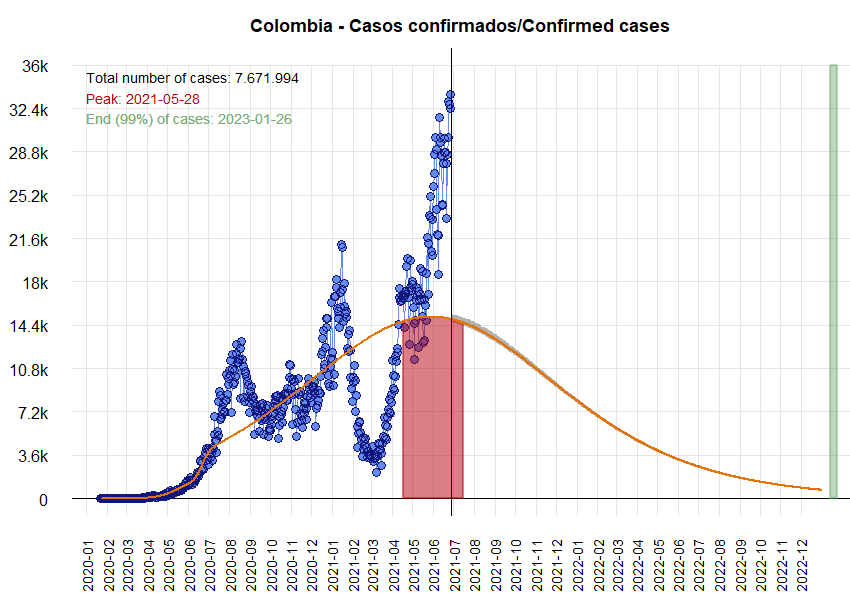 Colombia - Casos confirmados/Confirmed cases
Total number of cases: 7.671.994
Peak: 2021-05-28
End (99%) of cases: 2023-01-26
36k
32.4k
28.8k
25.2k
21.6k
18k
14.4k
10.8k
7.2k
3.6k
0
2020-01
2020-02
2020-03
2020-04
2020-05
2020-06
2020-07
2020-08
2020-09
2020-10
2020-11
2020-12
2021-01
2021-02
2021-03
2021-04
2021-05
2021-06
2021-07
2021-08
2021-09
2021-10
2021-11
2021-12
2022-01
2022-02
2022-03
2022-04
2022-05
2022-06
2022-07
2022-08
2022-09
2022-10
2022-11
2022-12